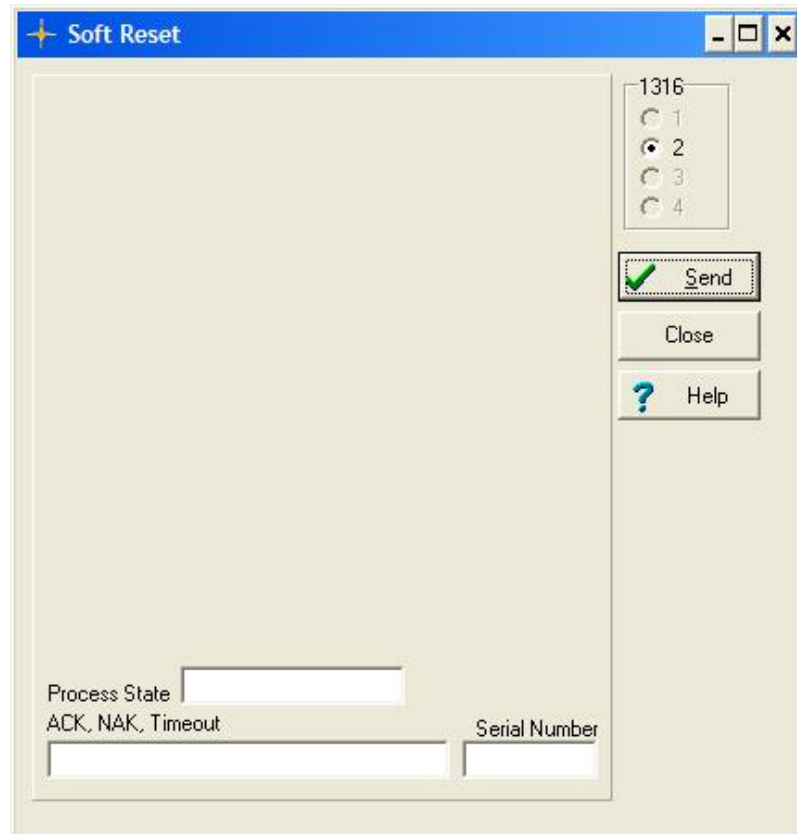 Soft Reset
1316
1
2
3
4
Send
Close
? Help
Process State
ACK, NAK, Timeout
Serial Number